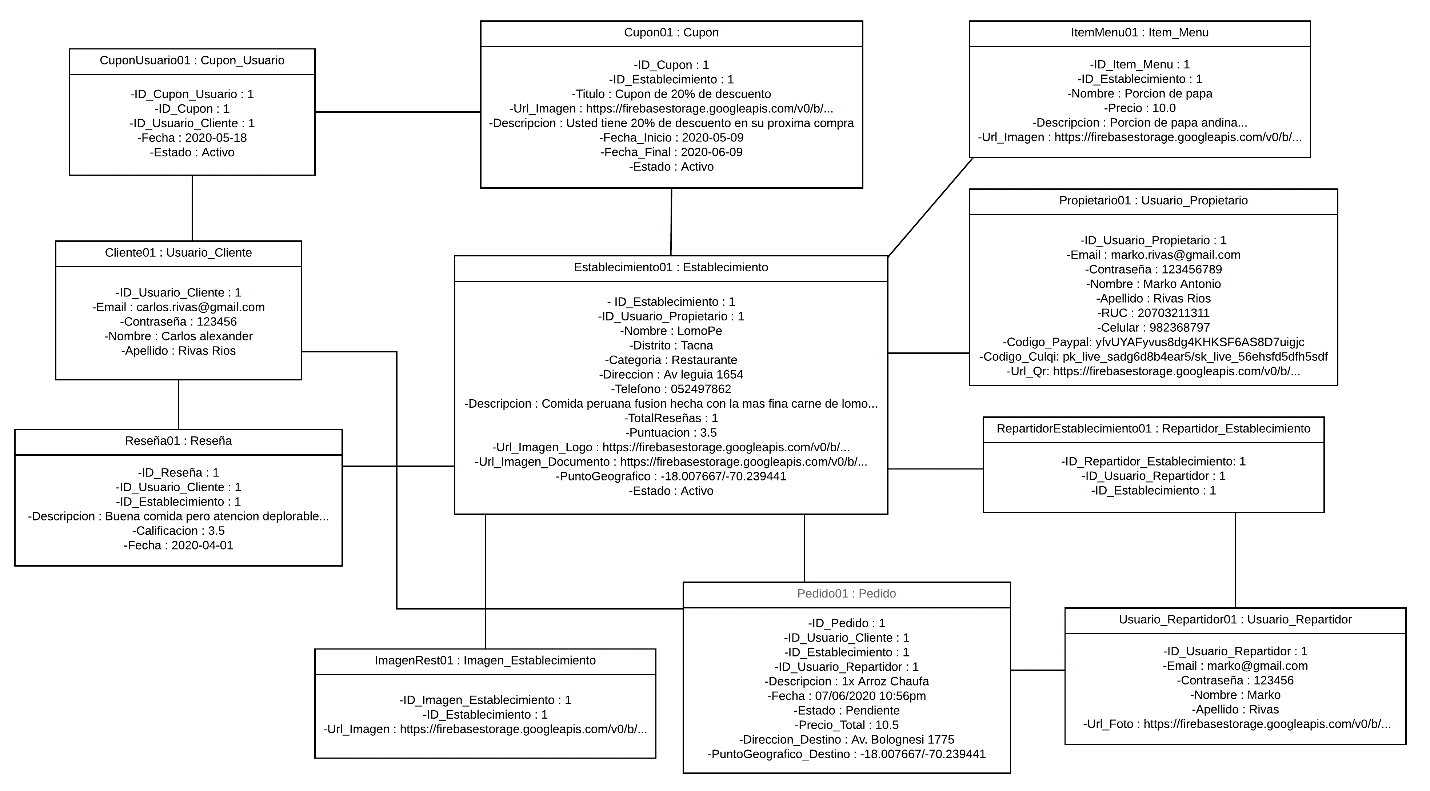 CuponUsuario01 : Cupon_Usuario
-ID_Cupon_Usuario : 1
-ID_Cupon : 1
-ID_Usuario_Cliente : 1
-Fecha : 2020-05-18
-Estado : Activo
Cupon01 : Cupon
-ID_Cupon : 1
-ID_Establecimiento : 1
-Titulo : Cupon de 20% de descuento
-Url_Imagen : https://firebasestorage.googleapis.com/v0/b/...
-Descripcion : Usted tiene 20% de descuento en su proxima compra
-Fecha_Inicio : 2020-05-09
-Fecha_Final : 2020-06-09
-Estado : Activo
ItemMenu01 : Item_Menu
-ID_Item_Menu : 1
-ID_Establecimiento : 1
-Nombre : Porcion de papa
-Precio : 10.0
-Descripcion : Porcion de papa andina...
-Url_Imagen : https://firebasestorage.googleapis.com/v0/b/...
Cliente01 : Usuario_Cliente
-ID_Usuario_Cliente : 1
-Email : carlos.rivas@gmail.com
-Contraseña : 123456
-Nombre : Carlos alexander
-Apellido : Rivas Rios
Establecimiento01 : Establecimiento
- ID_Establecimiento : 1
-ID_Usuario_Propietario : 1
-Nombre : LomoPe
-Distrito : Tacna
-Categoria : Restaurante
-Direccion : Av leguia 1654
-Telefono : 052497862
-Descripcion : Comida peruana fusion hecha con la mas fina carne de lomo...
-TotalReseñas : 1
-Puntuacion : 3.5
-Url_Imagen_Logo : https://firebasestorage.googleapis.com/v0/b/...
-Url_Imagen_Documento : https://firebasestorage.googleapis.com/v0/b/...
-PuntoGeografico : -18.007667/-70.239441
-Estado : Activo
Propietario01 : Usuario_Propietario
-ID_Usuario_Propietario : 1
-Email : marko.rivas@gmail.com
-Contraseña : 123456789
-Nombre : Marko Antonio
-Apellido : Rivas Rios
-RUC : 20703211311
-Celular : 982368797
-Codigo_Paypal: yfvUYAFyvus8dg4KHKSF6AS8D7uigjc
-Codigo_Culqi: pk_live_sadg6d8b4ear5/sk_live_56ehsfd5dfh5sdf
-Url_Qr: https://firebasestorage.googleapis.com/v0/b/...
Reseña01 : Reseña
-ID_Reseña : 1
-ID_Usuario_Cliente : 1
-ID_Establecimiento : 1
-Descripcion : Buena comida pero atencion deplorable...
-Calificacion : 3.5
-Fecha : 2020-04-01
RepartidorEstablecimiento01 : Repartidor_Establecimiento
-ID_Repartidor_Establecimiento: 1
-ID_Usuario_Repartidor : 1
-ID_Establecimiento : 1
ImagenRest01 : Imagen_Establecimiento
-ID_Imagen_Establecimiento : 1
-ID_Establecimiento : 1
-Url_Imagen : https://firebasestorage.googleapis.com/v0/b/...
Pedido01 : Pedido
-ID_Pedido : 1
-ID_Usuario_Cliente : 1
-ID_Establecimiento : 1
-ID_Usuario_Repartidor : 1
-Descripcion : 1x Arroz Chaufa
-Fecha : 07/06/2020 10:56pm
-Estado : Pendiente
-Precio_Total : 10.5
-Direccion_Destino : Av. Bolognesi 1775
-PuntoGeografico_Destino : -18.007667/-70.239441
Usuario_Repartidor01 : Usuario_Repartidor
-ID_Usuario_Repartidor : 1
-Email : marko@gmail.com
-Contraseña : 123456
-Nombre : Marko
-Apellido : Rivas
-Url_Foto : https://firebasestorage.googleapis.com/v0/b/...